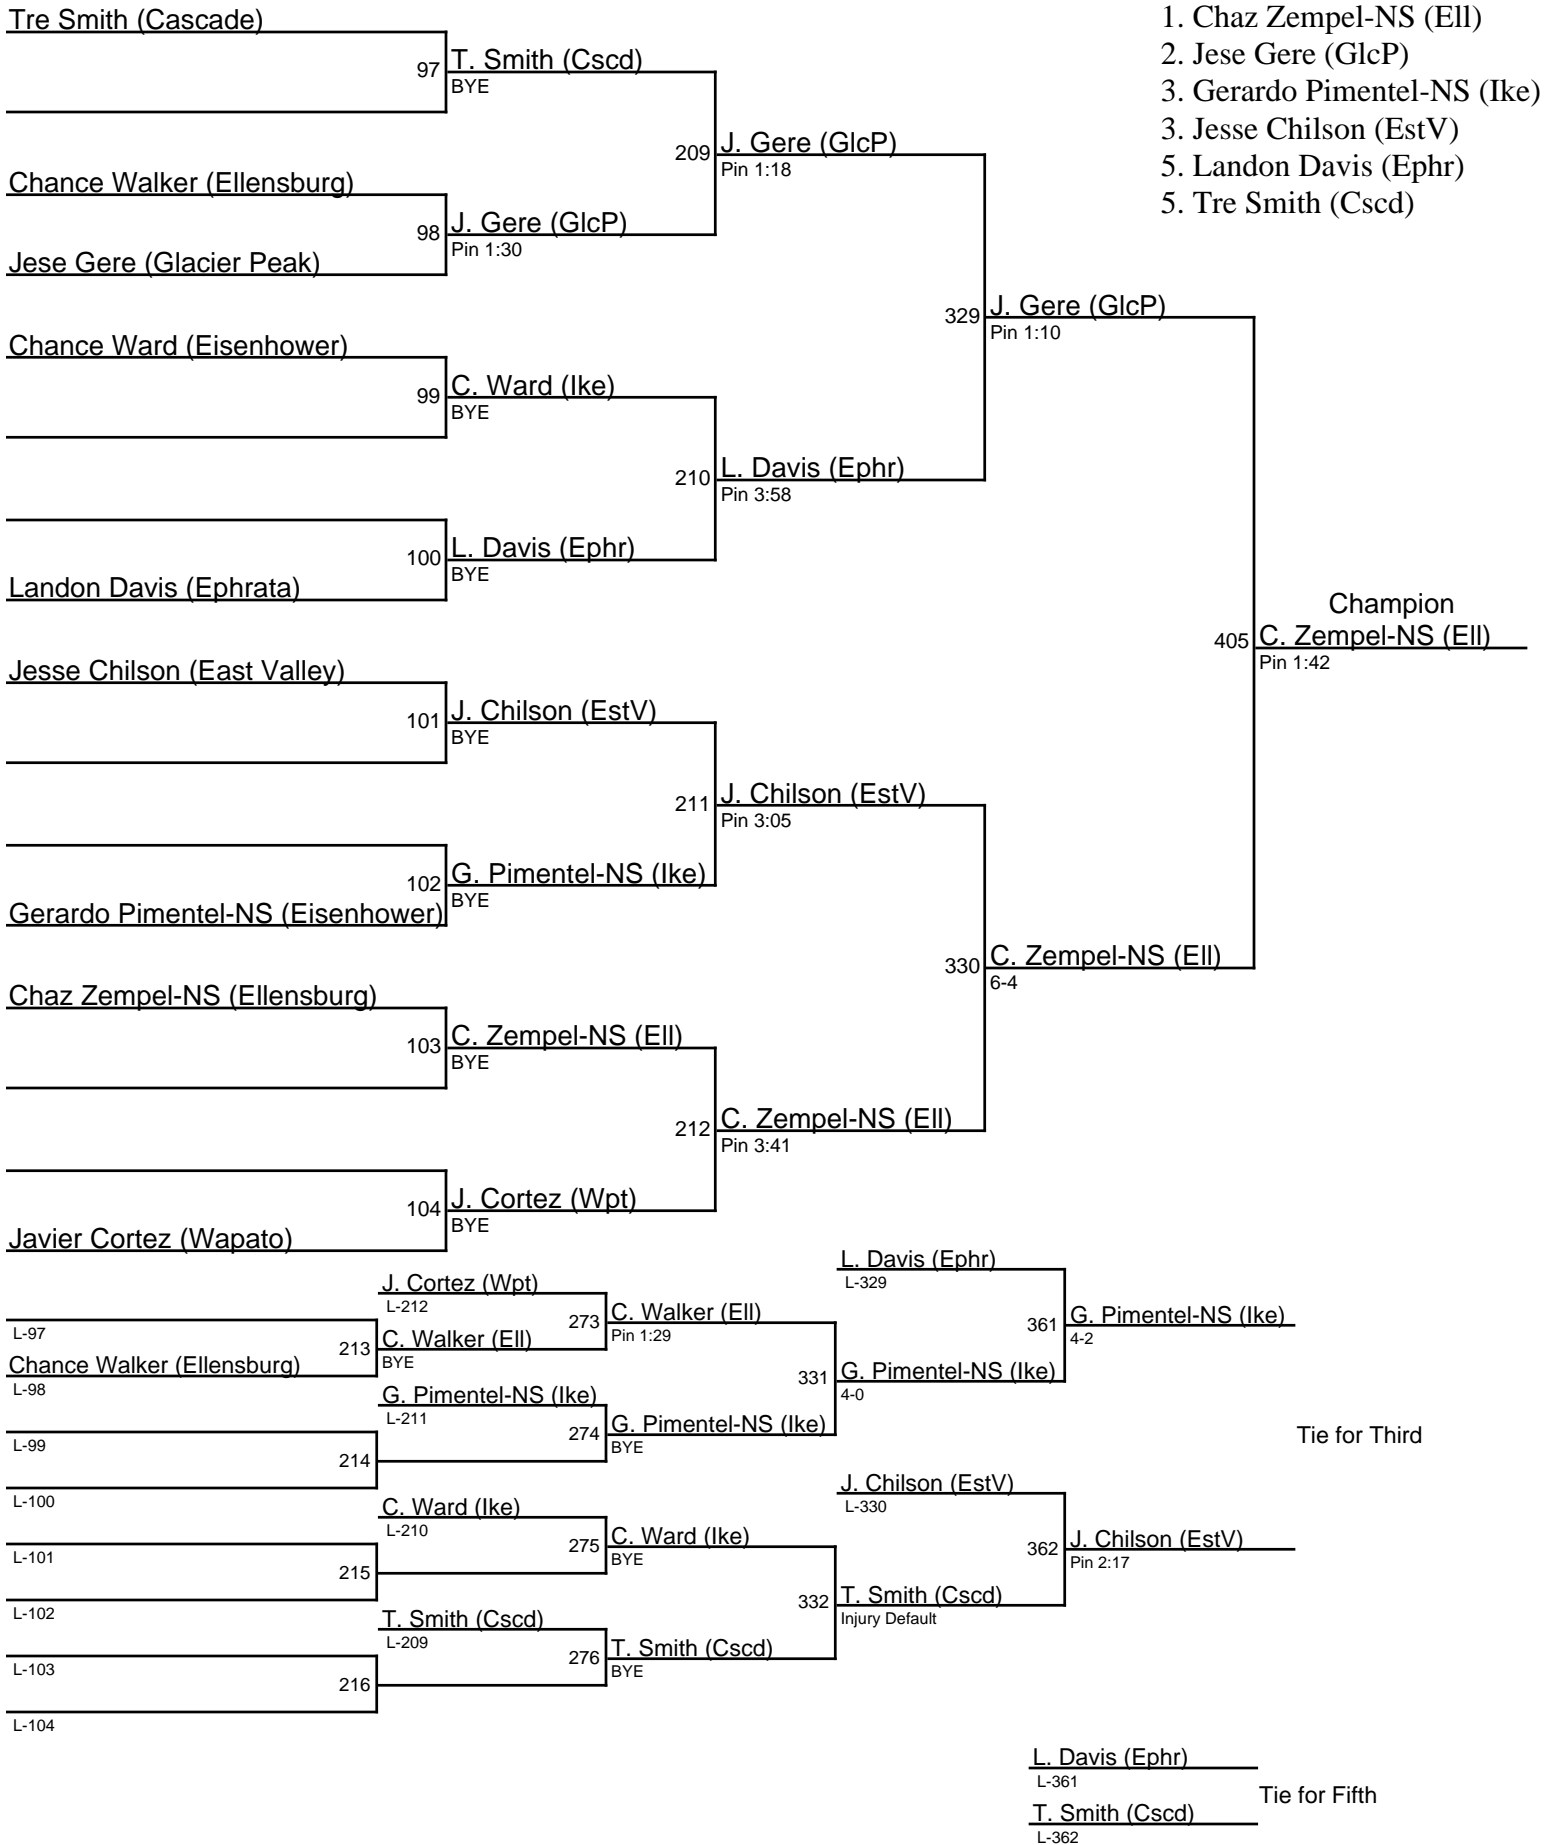 Tre Smith (Cascade)
97
T. Smith (Cscd)
BYE
Chance Walker (Ellensburg)
98
J. Gere (GlcP)
Pin 1:30
Jese Gere (Glacier Peak)
209
J. Gere (GlcP)
Pin 1:18
Chance Ward (Eisenhower)
99
C. Ward (Ike)
BYE
100
L. Davis (Ephr)
BYE
Landon Davis (Ephrata)
210
L. Davis (Ephr)
Pin 3:58
329
J. Gere (GlcP)
Pin 1:10
Jesse Chilson (East Valley)
101
J. Chilson (EstV)
BYE
102
G. Pimentel-NS (Ike)
BYE
Gerardo Pimentel-NS (Eisenhower)
211
J. Chilson (EstV)
Pin 3:05
Chaz Zempel-NS (Ellensburg)
103
C. Zempel-NS (Ell)
BYE
104
J. Cortez (Wpt)
BYE
Javier Cortez (Wapato)
212
C. Zempel-NS (Ell)
Pin 3:41
330
C. Zempel-NS (Ell)
6-4
Champion
405
C. Zempel-NS (Ell)
Pin 1:42
1. Chaz Zempel-NS (Ell)
2. Jese Gere (GlcP)
3. Gerardo Pimentel-NS (Ike)
3. Jesse Chilson (EstV)
5. Landon Davis (Ephr)
5. Tre Smith (Cscd)
L-97
Chance Walker (Ellensburg)
L-98
213
J. Cortez (Wpt)
L-212
C. Walker (Ell)
BYE
273
C. Walker (Ell)
Pin 1:29
L-99
L-100
214
G. Pimentel-NS (Ike)
L-211
274
G. Pimentel-NS (Ike)
BYE
331
L. Davis (Ephr)
L-329
G. Pimentel-NS (Ike)
4-0
361
G. Pimentel-NS (Ike)
4-2
Tie for Third
L-101
L-102
215
C. Ward (Ike)
L-210
275
C. Ward (Ike)
BYE
L-103
L-104
216
T. Smith (Cscd)
L-209
276
T. Smith (Cscd)
BYE
332
J. Chilson (EstV)
L-330
T. Smith (Cscd)
Injury Default
362
J. Chilson (EstV)
Pin 2:17
L. Davis (Ephr)
L-361
Tie for Fifth
T. Smith (Cscd)
L-362